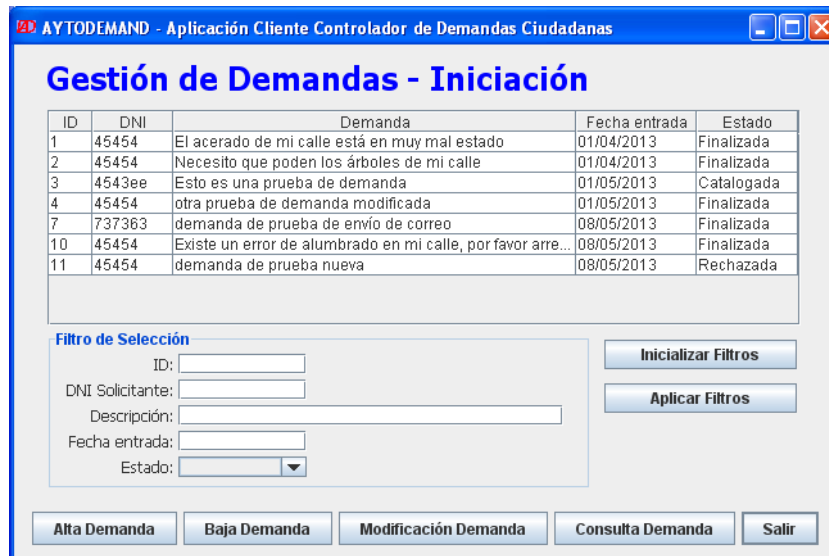 AYTODEMAND - Aplicación Cliente Controlador de Demandas Ciudadanas
Gestión de Demandas - Iniciación
ID DNI Demanda Fecha entrada Estado
1 45454 El acerado de mi calle está en muy mal estado 01/04/2013 Finalizada
2 45454 Necesito que poden los árboles de mi calle 01/04/2013 Finalizada
3 4543ee Esto es una prueba de demanda 01/05/2013 Catalogada
4 45454 otra prueba de demanda modificada 01/05/2013 Finalizada
7 737363 demanda de prueba de envío de correo 08/05/2013 Finalizada
10 45454 Existe un error de alumbrado en mi calle, por favor arre... 08/05/2013 Finalizada
11 45454 demanda de prueba nueva 08/05/2013 Rechazada
Filtro de Selección
ID:
DNI Solicitante:
Descripción:
Fecha entrada:
Estado:
Inicializar Filtros
Aplicar Filtros
Alta Demanda Baja Demanda Modificación Demanda Consulta Demanda Salir